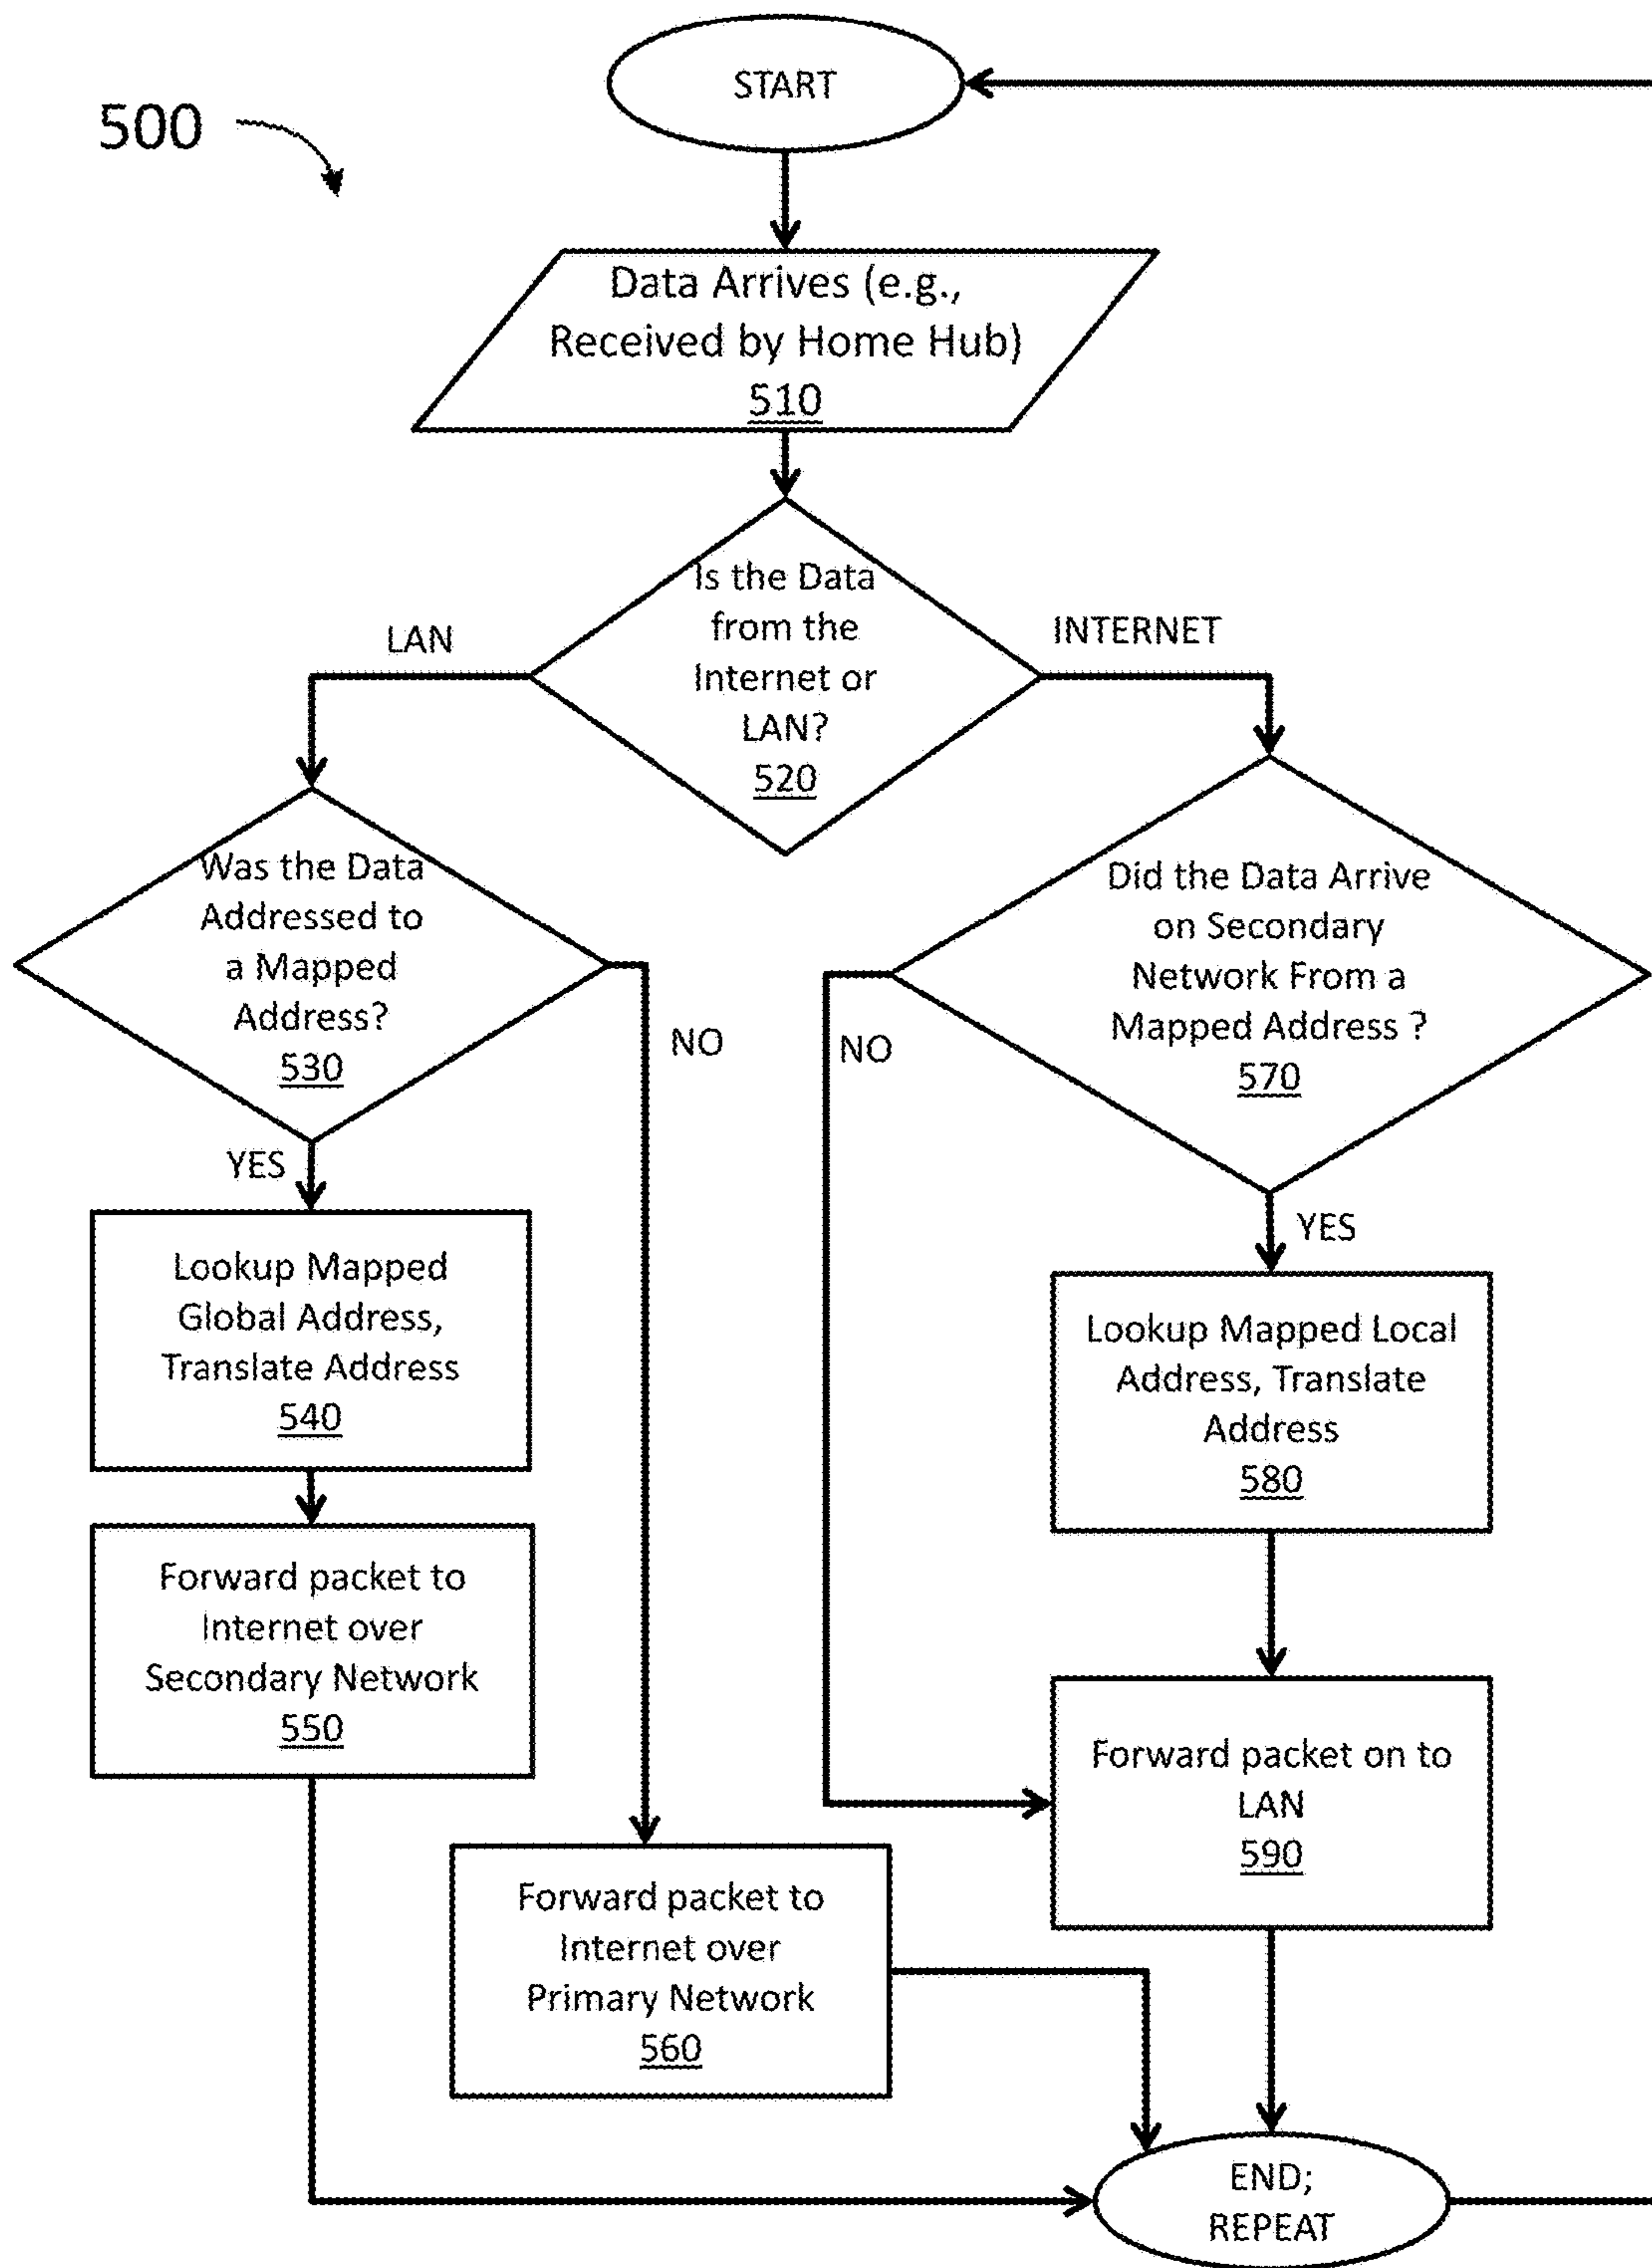 START
500
Data Arrives (e.g.,
Received by Home Hub)
510
Is the Data
from the
Internet or
LAN?
520
LAN
INTERNET
Was the Data
Addressed to
a Mapped
Address?
530
Did the Data Arrive
on Secondary
Network From a
Mapped Address ?
570
NO
NO
YES
YES
Lookup Mapped
Global Address,
Translate Address
540
Lookup Mapped Local
Address, Translate
Address
580
Forward packet to
Internet over
Secondary Network
550
Forward packet on to
LAN
590
Forward packet to
Internet over
Primary Network
560
END;
REPEAT